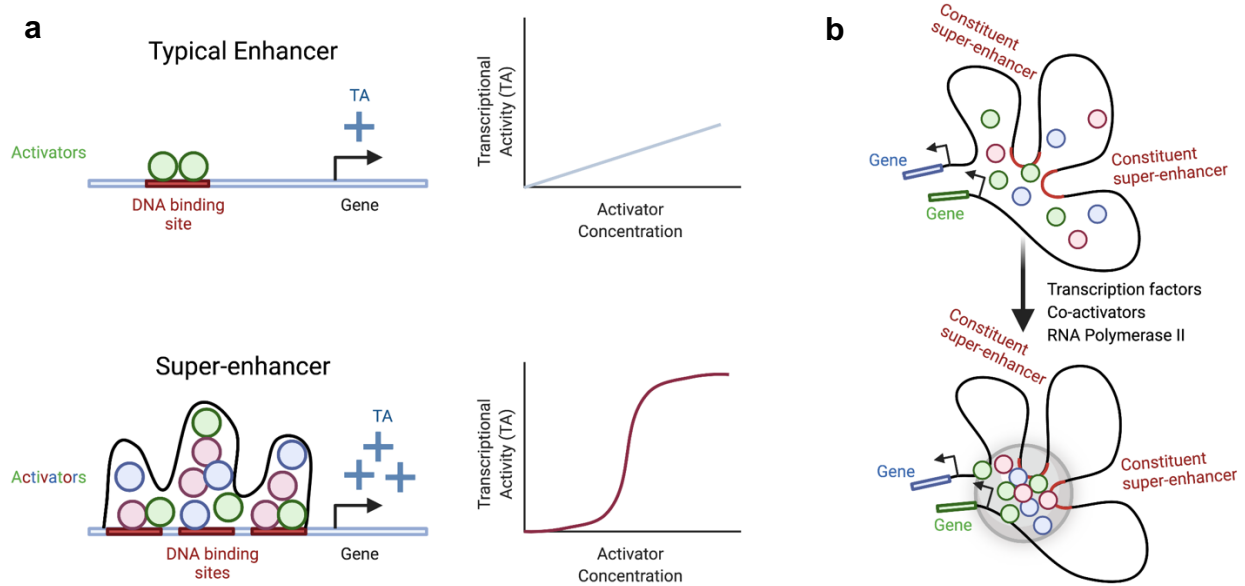 a
Typical Enhancer
TA
Activators
DNA binding
site
Gene
Transcriptional
Activity (TA)
Activator
Concentration
Super-enhancer
TA
Activators
DNA binding
sites
Gene
Transcriptional
Activity (TA)
Activator
Concentration
b
Constituent
super-enhancer
Gene
Gene
Constituent
super-enhancer
Transcription factors
Co-activators
RNA Polymerase II
Constituent
super-enhancer
Gene
Gene
Constituent
super-enhancer